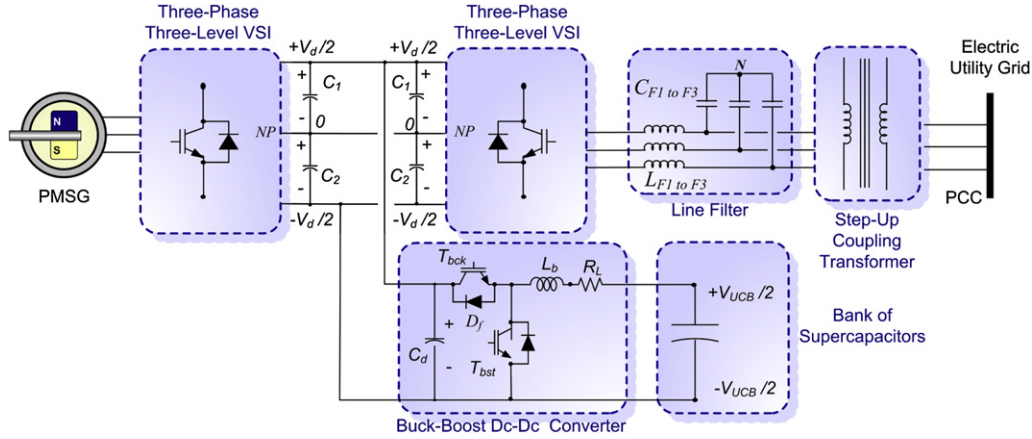 Three-Phase
Three-Level VSI
Three-Phase
Three-Level VSI
+Vd/2
+Vd/2
Electric
Utility Grid
N
S
PMSG
NP
+
C1
-
0
+
C2
-
-Vd/2
+
C1
-
0
NP
+
C2
-
-Vd/2
N
CF1 to F3
LF1 to F3
Line Filter
PCC
Step-Up
Coupling
Transformer
Tbck
Lb
RL
Df
+
Cd
-
Tbst
+VUCB/2
-VUCB/2
Bank of
Supercapacitors
Buck-Boost Dc-Dc Converter